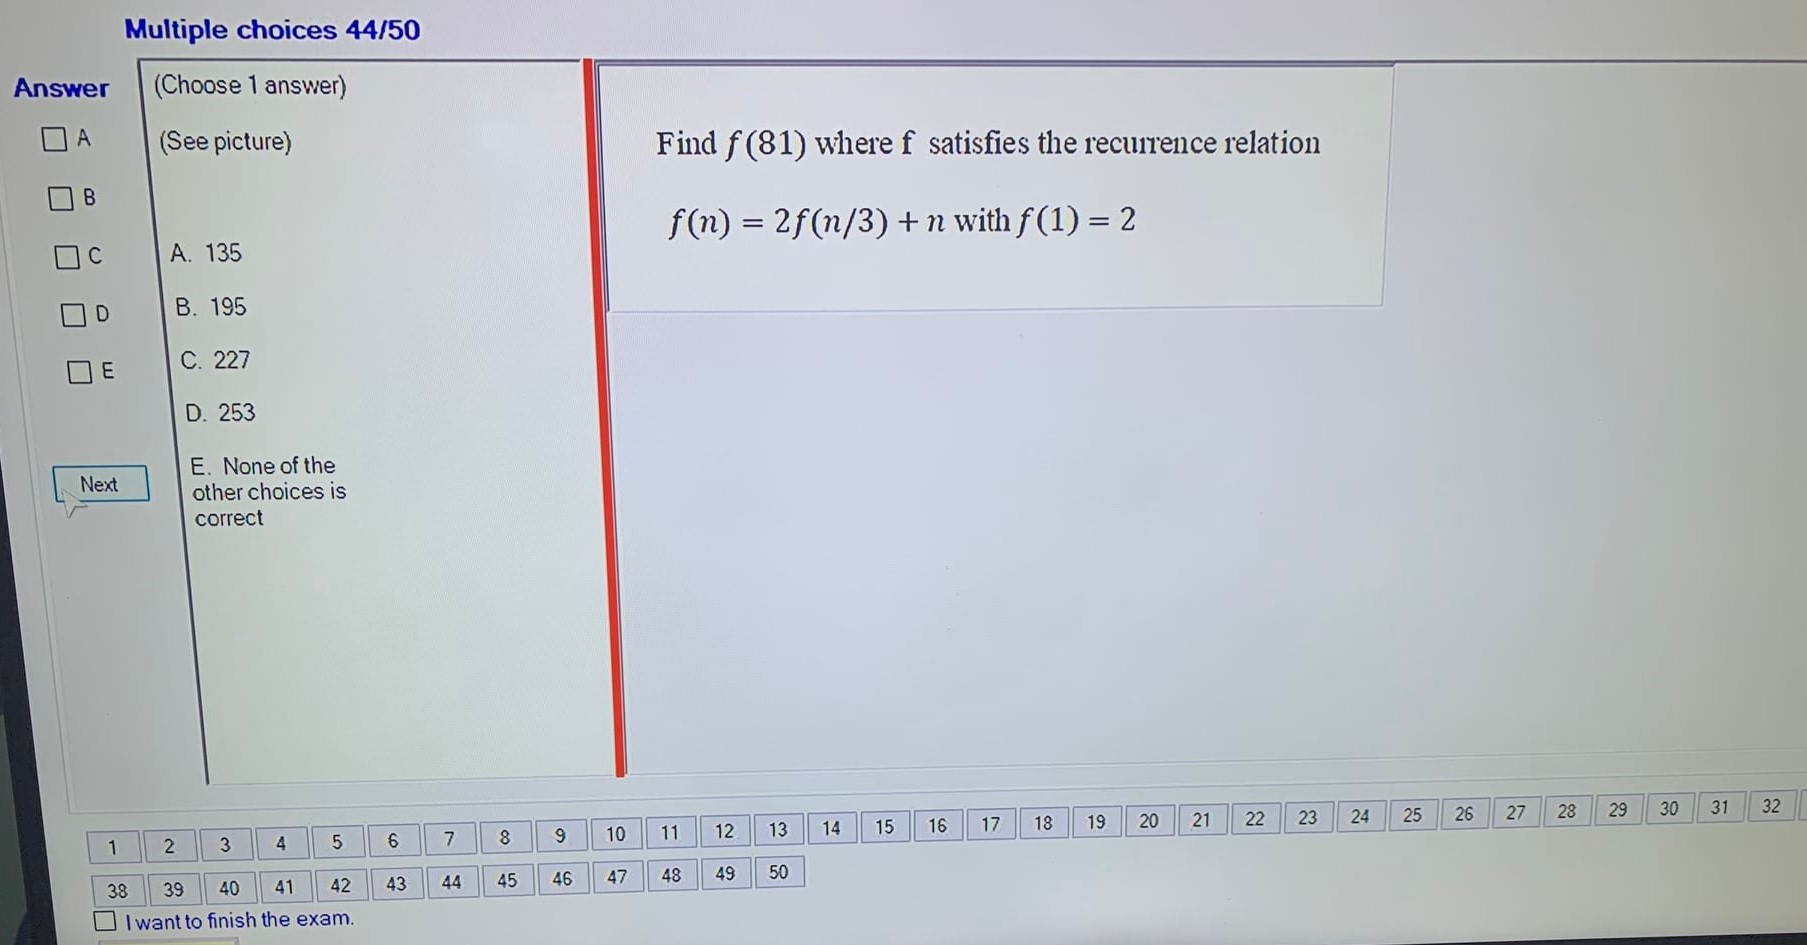 Multiple choices 44/50
Answer
A
B
C
D
E
Next
(Choose 1 answer)
(See picture)
A. 135
B. 195
C. 227
D. 253
E. None of the
other choices is
correct
Find f(81) where f satisfies the recurrence relation
f(n) = 2f(n/3) + n with f(1) = 2
1 2 3 4 5 6 7 8 9 10 11 12 13 14 15 16 17 18 19 20 21 22 23 24 25 26 27 28 29 30 31 32
38 39 40 41 42 43 44 45 46 47 48 49 50
I want to finish the exam.